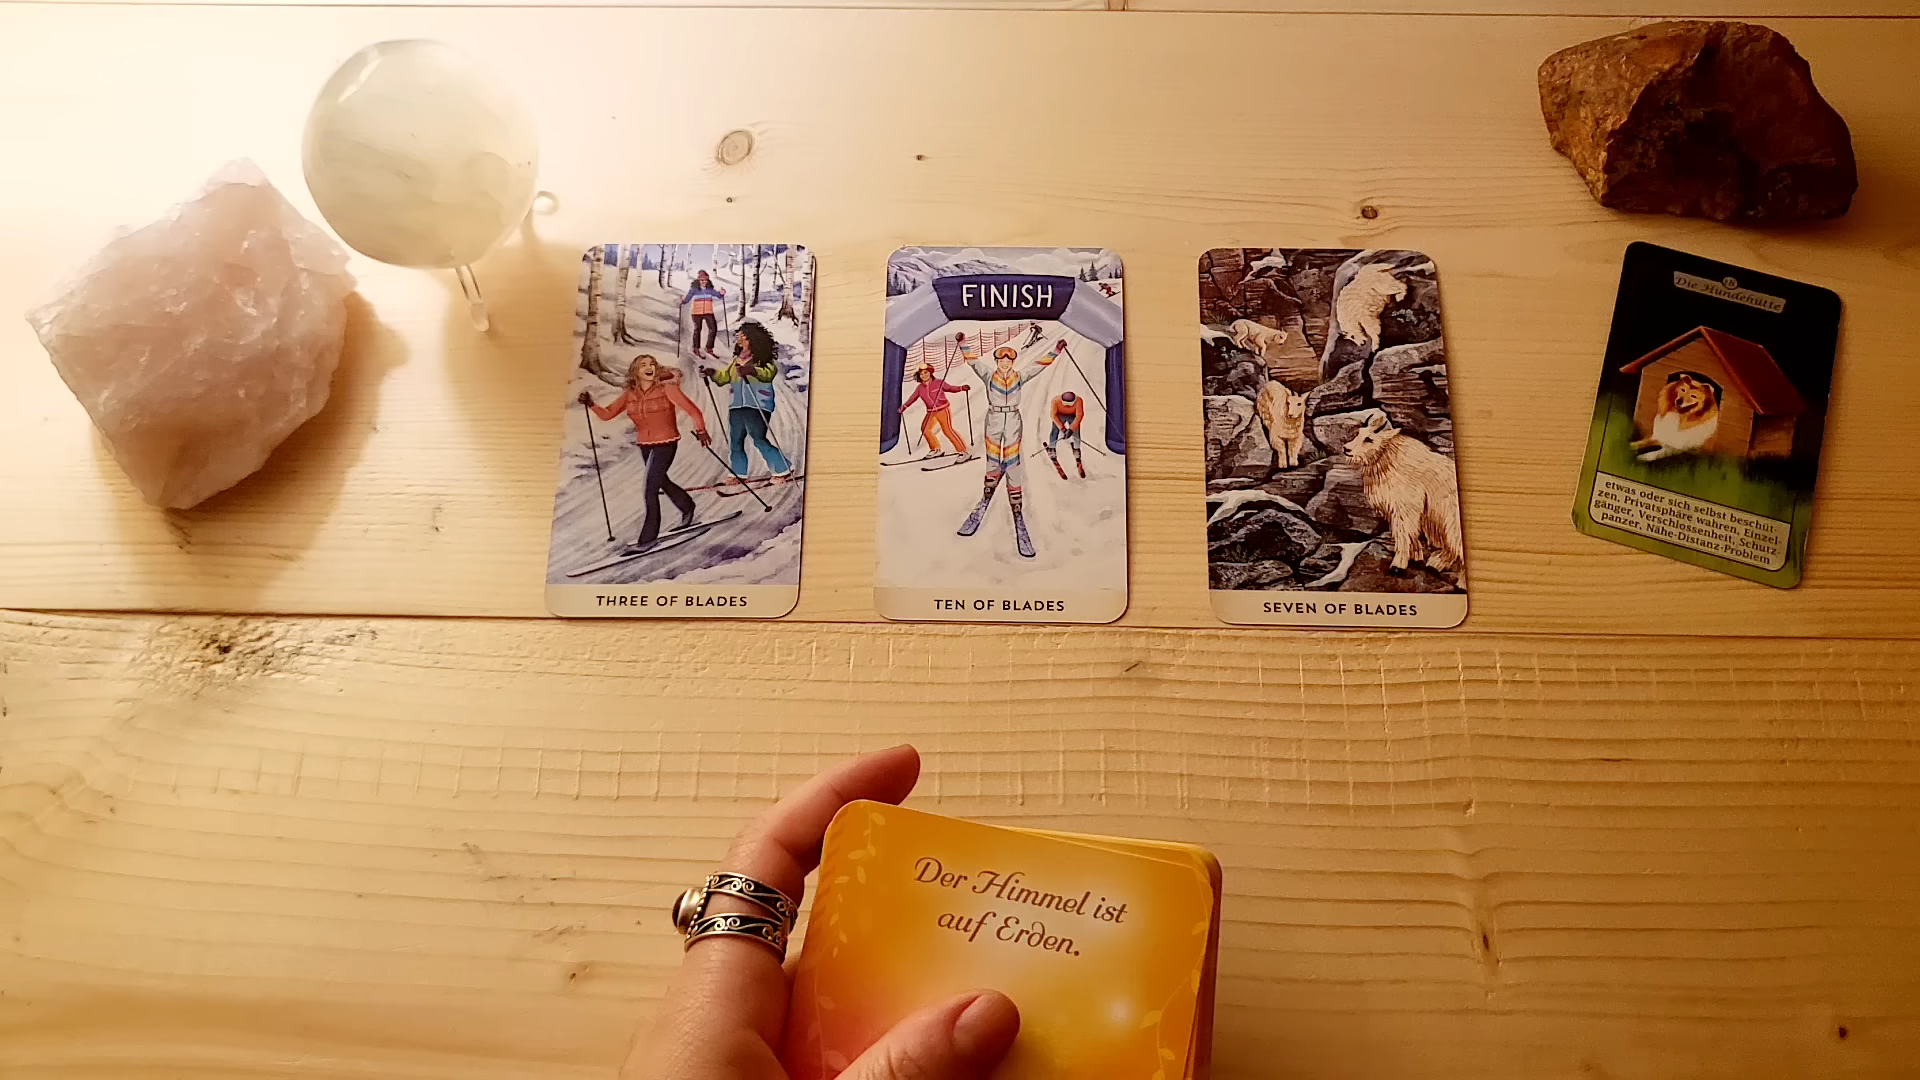 FINISH
THREE OF BLADES
TEN OF BLADES
SEVEN OF BLADES
18
Die Hundehütte
etwas oder sich selbst beschüt-
zen, Privatsphäre wahren, Einzel-
gänger, Verschlossenheit, Schutz-
panzer, Nähe-Distanz-Problem
Der Himmel ist
auf Erden.